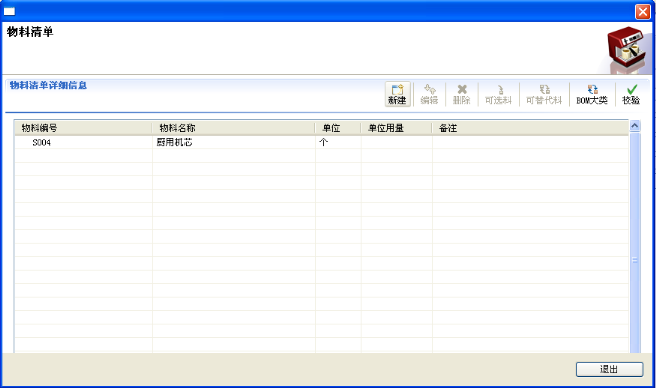 物料清单
物料清单详细信息
新建 编辑 删除 可选料 可替代料 BOM大类 校验
物料编号 物料名称 单位 单位用量 备注
S004 厨用机芯 个
退出